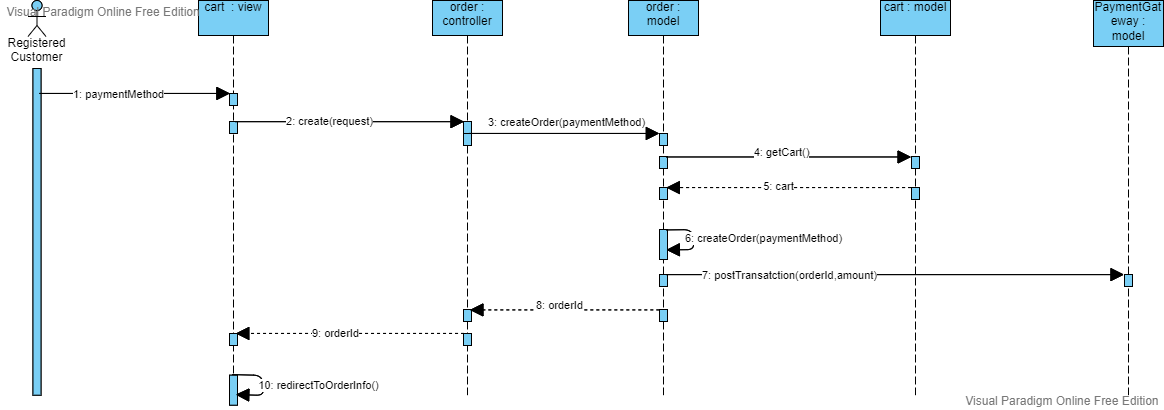 Visual Paradigm Online Free Edition
cart : view
order :
controller
order :
model
cart : model
PaymentGat
eway :
model
Registered
Customer
1: paymentMethod
2: create(request)
3: createOrder(paymentMethod)
4: getCart()
5: cart
6: createOrder(paymentMethod)
7: postTransatction(orderId,amount)
8: orderId
9: orderId
10: redirectToOrderInfo()
Visual Paradigm Online Free Edition